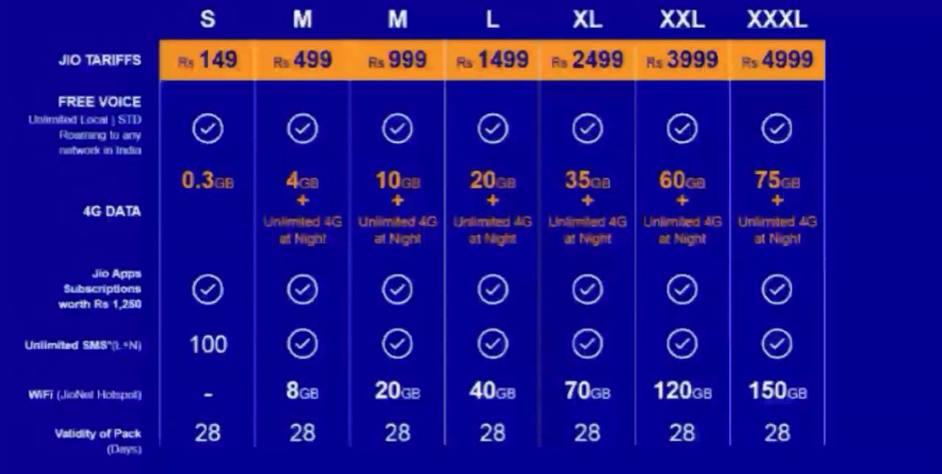 S M M L XL XXL XXXL
JIO TARIFFS Rs 149 Rs 499 Rs 999 Rs 1499 Rs 2499 Rs 3999 Rs 4999
FREE VOICE
Unlimited Local | STD
Roaming to any
network in India
0.3GB 4GB 10GB 20GB 35GB 60GB 75GB
+ + + + + +
4G DATA
Unlimited 4G Unlimited 4G Unlimited 4G Unlimited 4G Unlimited 4G Unlimited 4G
at Night at Night at Night at Night at Night at Night
Jio Apps
Subscriptions
worth Rs 1,250
Unlimited SMS*(L+N) 100
WiFi (JioNet Hotspot) - 8GB 20GB 40GB 70GB 120GB 150GB
Validity of Pack 28 28 28 28 28 28 28
(Days)